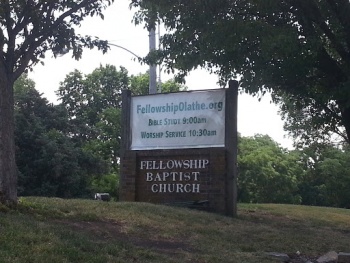 FellowshipOlathe.org
Bible Study 9:00am
Worship Service 10:30am
Fellowship
Baptist
Church